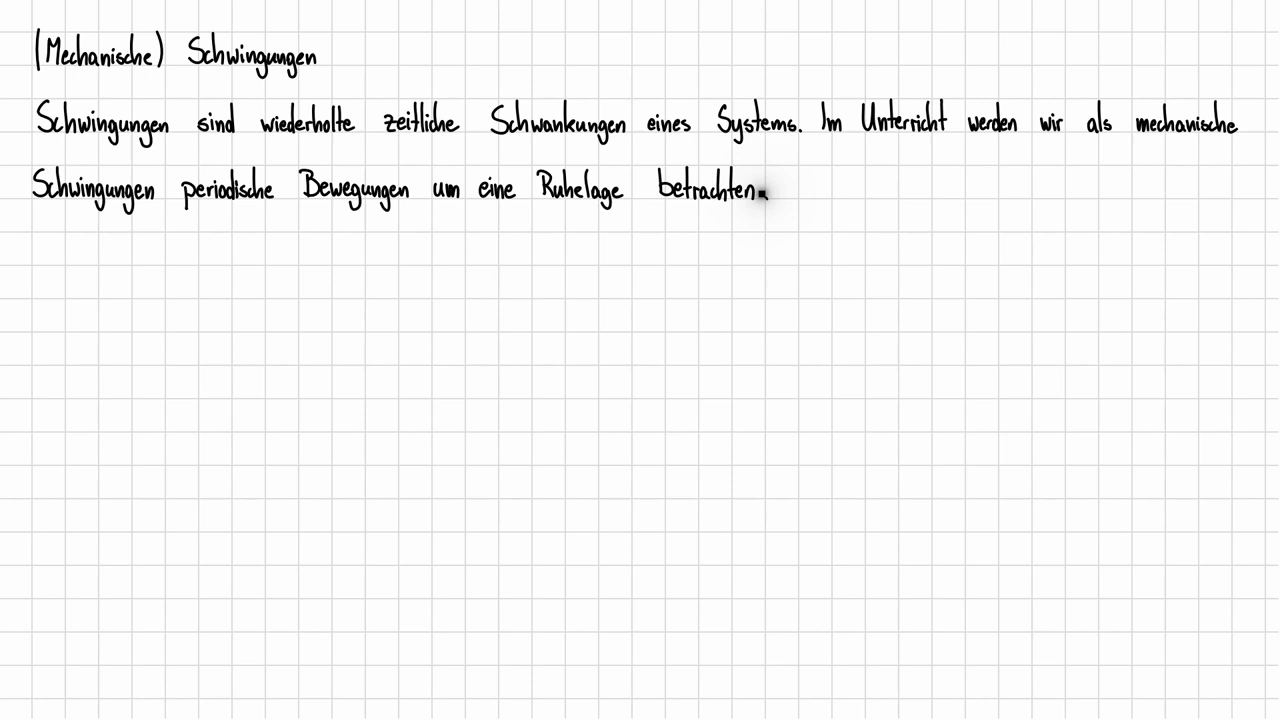 (Mechanische) Schwingungen
Schwingungen sind wiederholte zeitliche Schwankungen eines Systems. Im Unterricht werden wir als mechanische
Schwingungen periodische Bewegungen um eine Ruhelage betrachten.